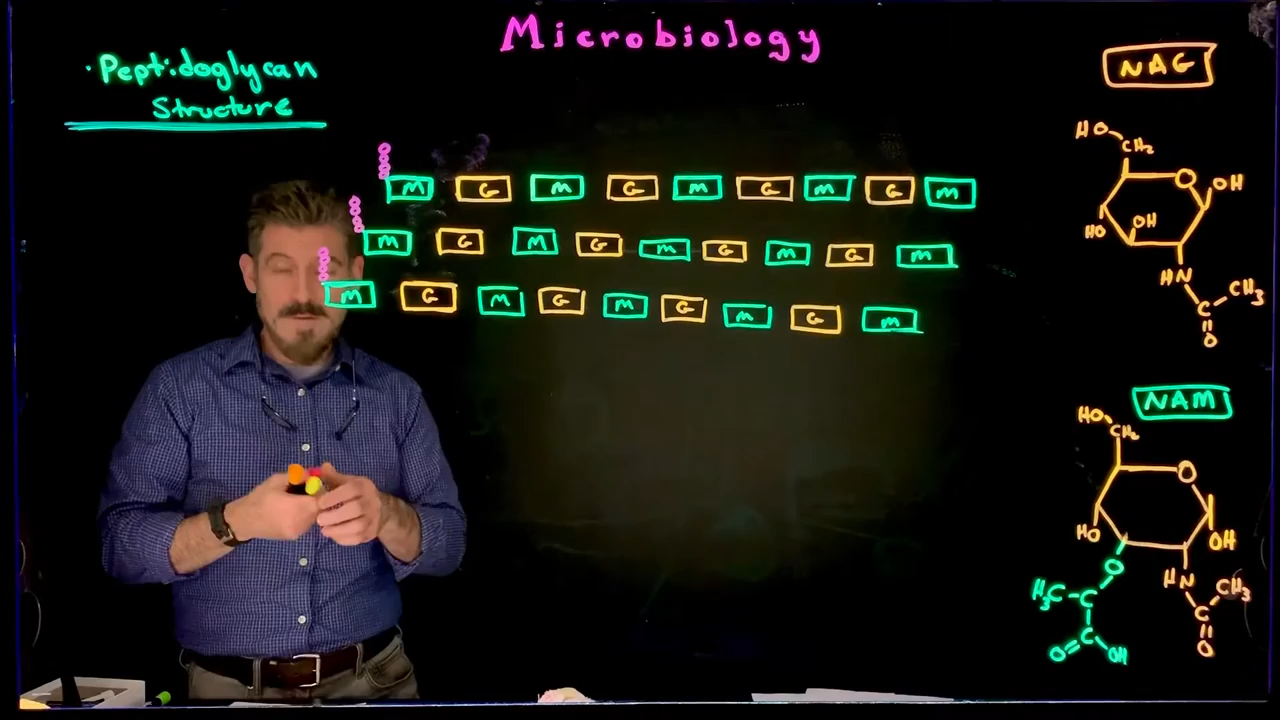 Microbiology
· Peptidoglycan
Structure
M G M G M G M G M
M G M G M G M G M
M G M G M G M G M
NAG
HO
CH₂
O
OH
OH
HO
HN
CH₃
C
O
NAM
HO
CH₂
O
HO
OH
O
HN
CH₃
H₃C
C
C
C
O
OH
O